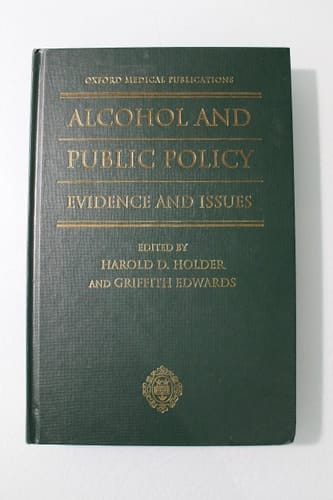 OXFORD MEDICAL PUBLICATIONS
ALCOHOL AND
PUBLIC POLICY
EVIDENCE AND ISSUES
EDITED BY
HAROLD D. HOLDER
AND GRIFFITH EDWARDS